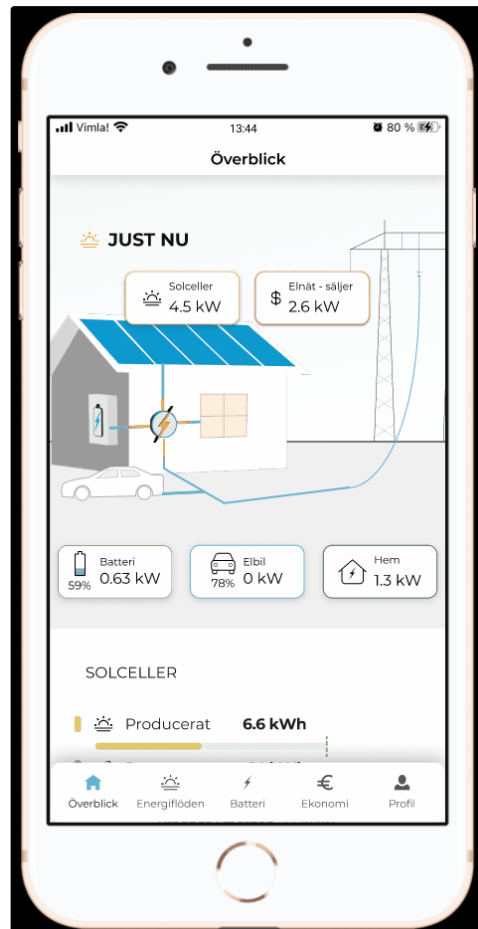 Vimla!
13:44
80 %
Överblick
JUST NU
Solceller
4.5 kW
$
Elnät - säljer
2.6 kW
Batteri
59%
0.63 kW
Elbil
78%
0 kW
Hem
1.3 kW
SOLCELLER
Producerat 6.6 kWh
Överblick
Energiflöden
Batteri
€
Ekonomi
Profil